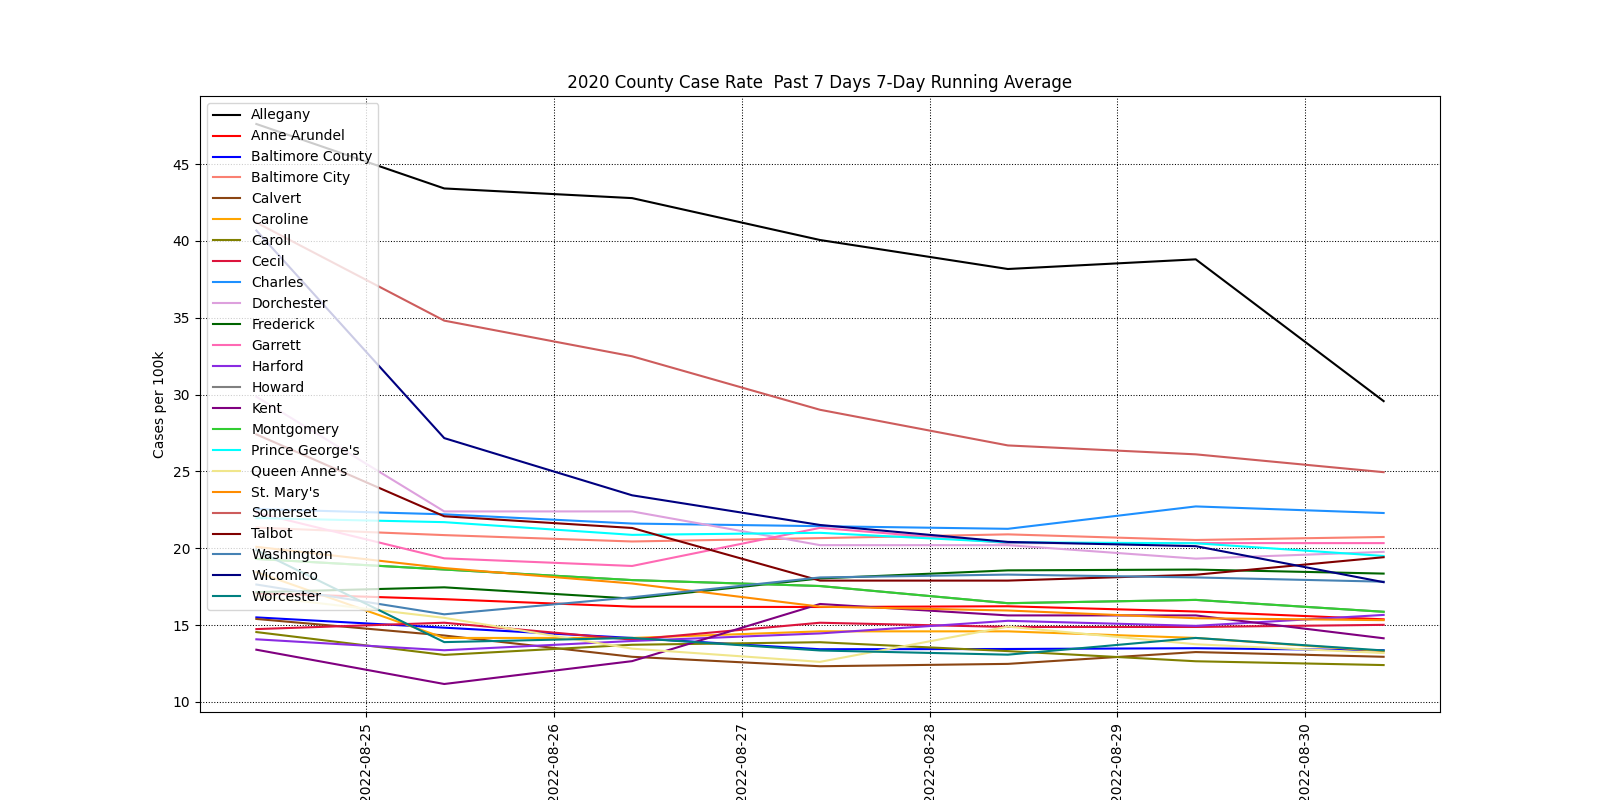 2020 County Case Rate  Past 7 Days 7-Day Running Average
Allegany
Anne Arundel
Baltimore County
Baltimore City
Calvert
Caroline
Caroll
Cecil
Charles
Dorchester
Frederick
Garrett
Harford
Howard
Kent
Montgomery
Prince George's
Queen Anne's
St. Mary's
Somerset
Talbot
Washington
Wicomico
Worcester
Cases per 100k
45
40
35
30
25
20
15
10
2022-08-25
2022-08-26
2022-08-27
2022-08-28
2022-08-29
2022-08-30